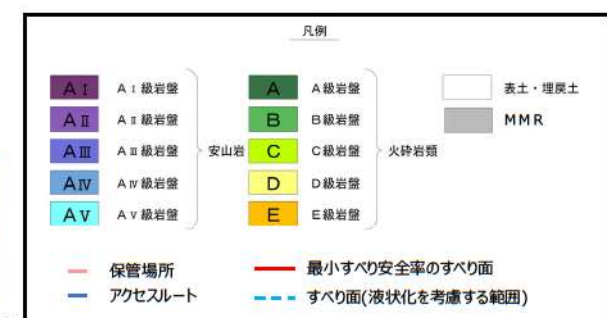 凡例
AⅠ AⅠ級岩盤 A A級岩盤 表土・埋戻土
AⅡ AⅡ級岩盤 B B級岩盤 MMR
AⅢ AⅢ級岩盤 安山岩 C C級岩盤 火砕岩類
AⅣ AⅣ級岩盤 D D級岩盤
AⅤ AⅤ級岩盤 E E級岩盤
保管場所 最小すべり安全率のすべり面
アクセスルート すべり面(液状化を考慮する範囲)